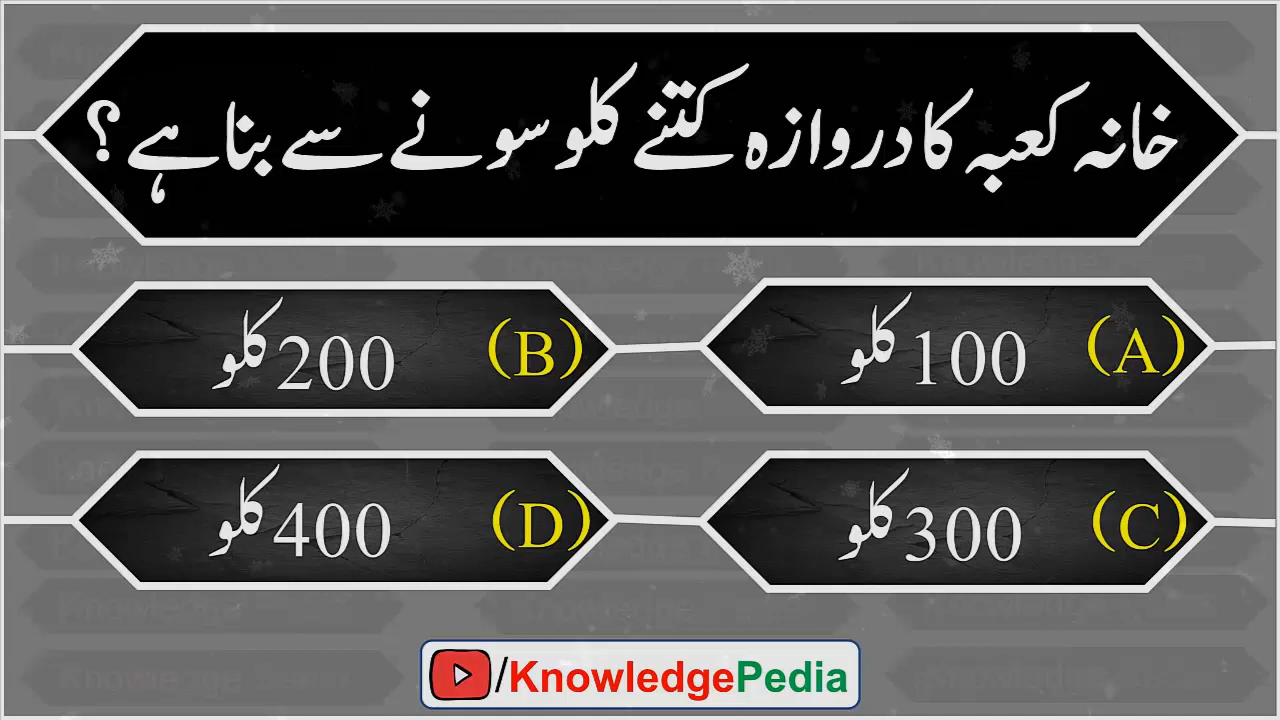 خانہ کعبہ کا دروازہ کتنے کلو سونے سے بنا ہے ؟
(A) 100 کلو
(B) 200 کلو
(C) 300 کلو
(D) 400 کلو
/KnowledgePedia